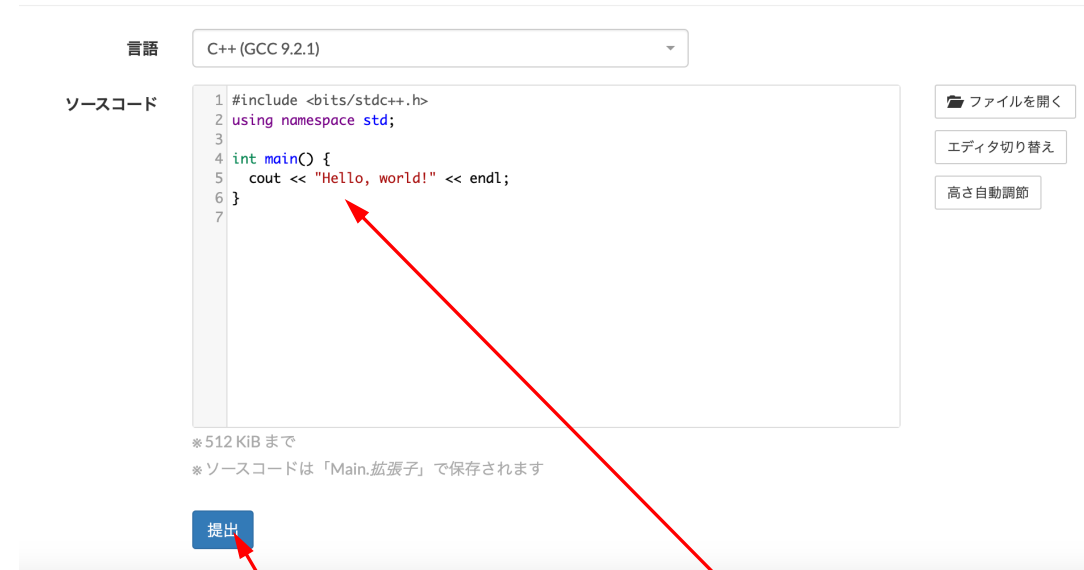 言語
C++ (GCC 9.2.1)
ソースコード
1 #include <bits/stdc++.h>
2 using namespace std;
3
4 int main() {
5   cout << "Hello, world!" << endl;
6 }
7
ファイルを開く
エディタ切り替え
高さ自動調節
※512 KiB まで
※ソースコードは「Main.拡張子」で保存されます
提出